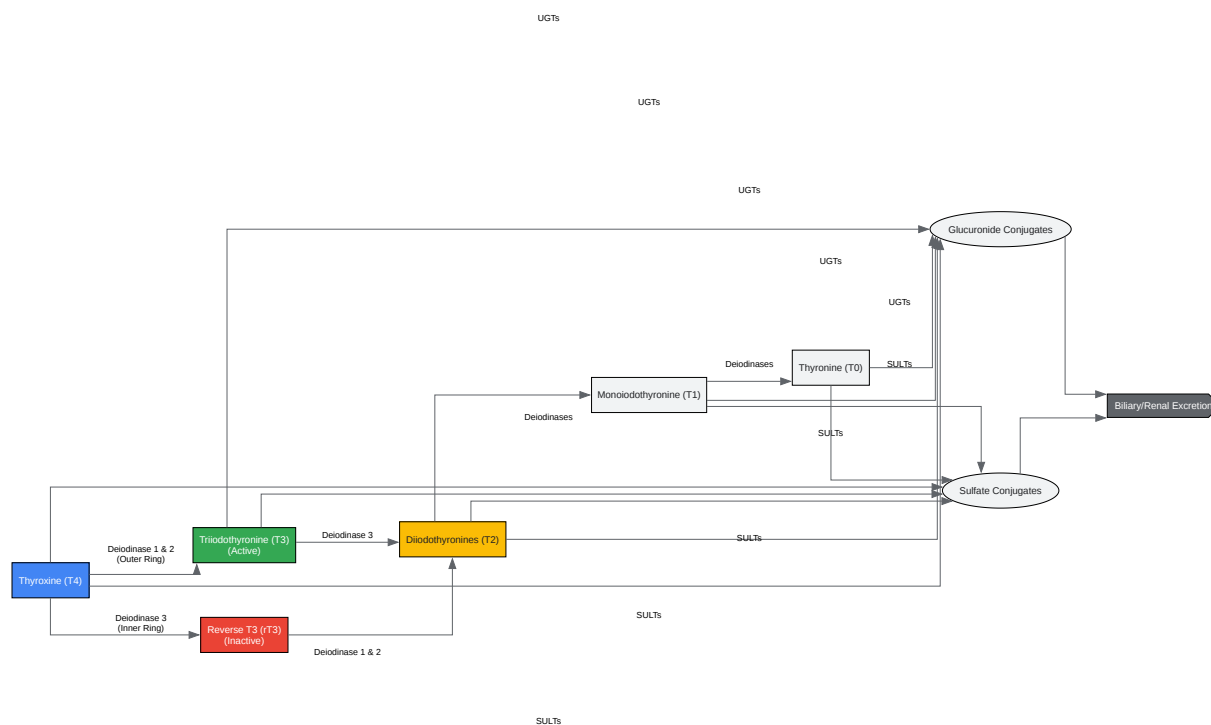 UGTs
UGTs
UGTs
Glucuronide Conjugates
UGTs
UGTs
Deiodinases
Thyronine (T0)
SULTs
Monoiodothyronine (T1)
Biliary/Renal Excretion
Deiodinases
SULTs
Sulfate Conjugates
Triiodothyronine (T3)
(Active)
Deiodinase 3
Diiodothyronines (T2)
SULTs
Deiodinase 1 & 2
(Outer Ring)
Thyroxine (T4)
Deiodinase 3
(Inner Ring)
Reverse T3 (rT3)
(Inactive)
SULTs
Deiodinase 1 & 2
SULTs